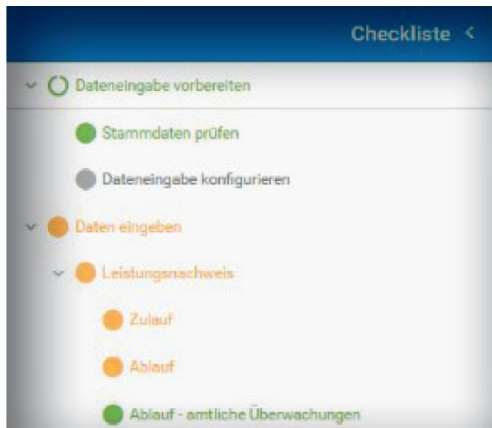 Checkliste
Dateneingabe vorbereiten
Stammdaten prüfen
Dateneingabe konfigurieren
Daten eingeben
Leistungsnachweis
Zulauf
Ablauf
Ablauf - amtliche Überwachungen